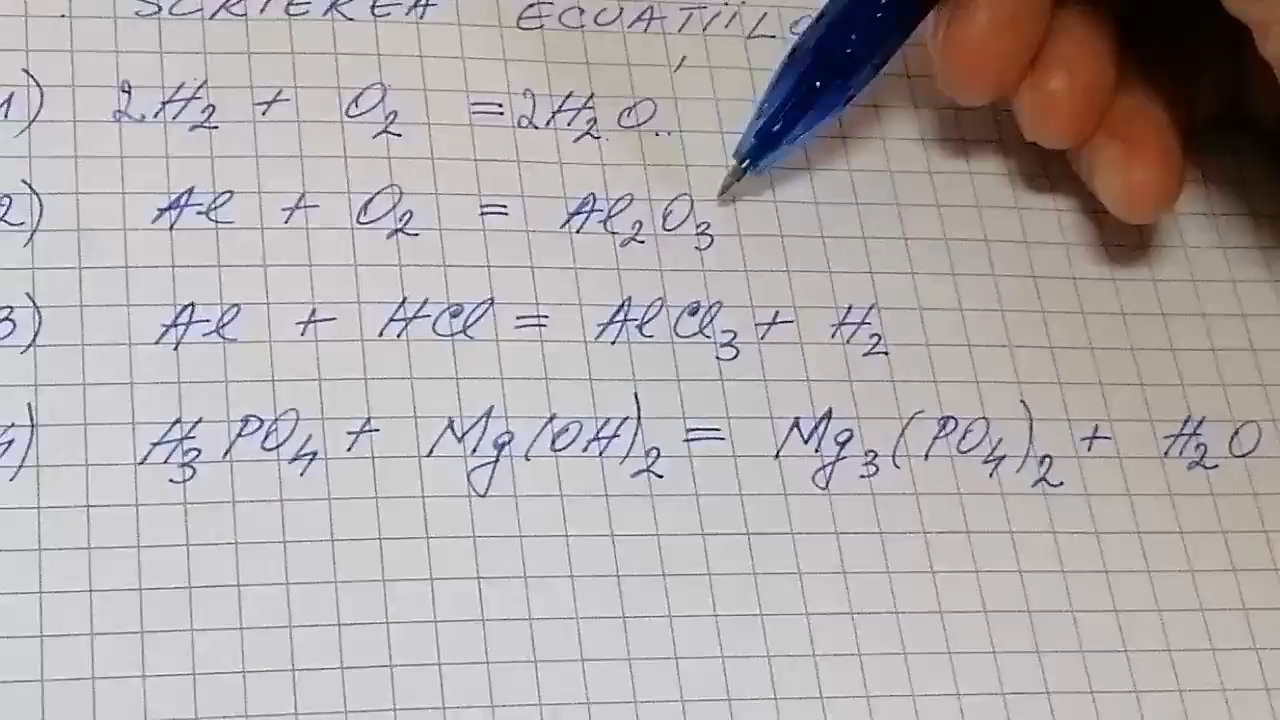 SCRIEREA ECUAȚIILO
1) 2H₂ + O₂ = 2H₂O
2) Al + O₂ = Al₂O₃
3) Al + HCl = AlCl₃ + H₂
4) H₃PO₄ + Mg(OH)₂ = Mg₃(PO₄)₂ + H₂O